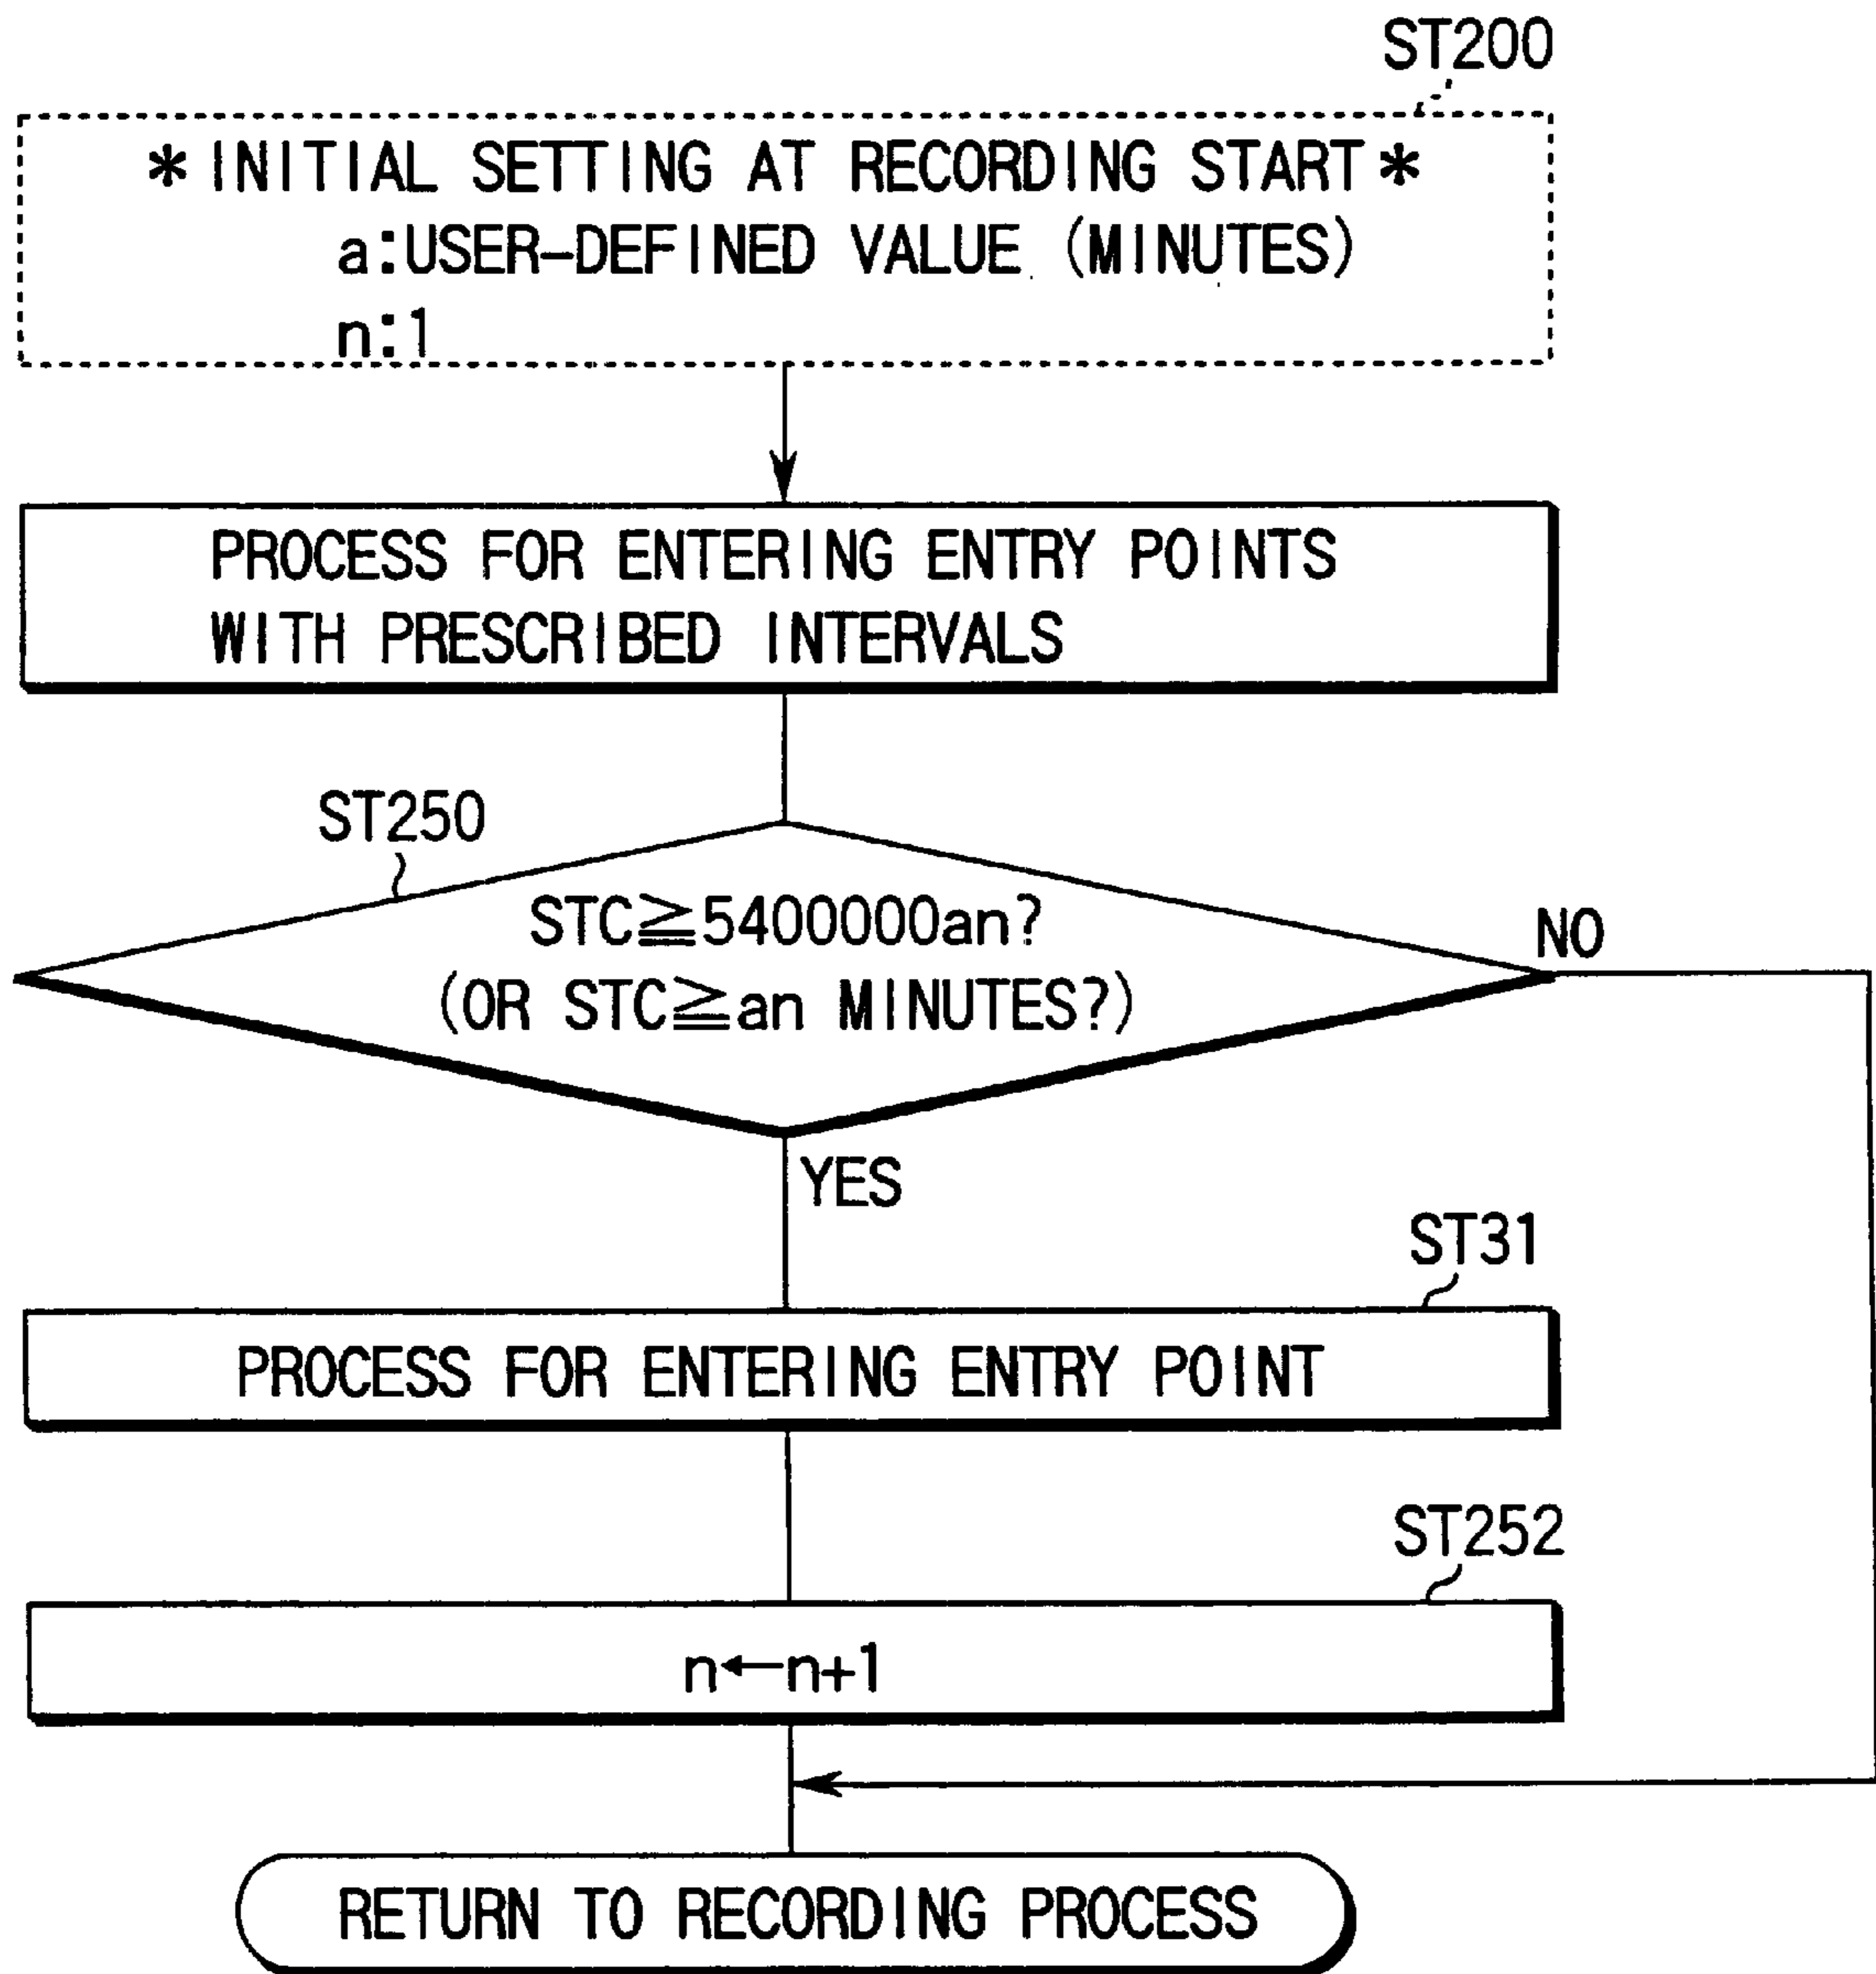 ST200
* INITIAL SETTING AT RECORDING START *
a:USER-DEFINED VALUE (MINUTES)
n:1
PROCESS FOR ENTERING ENTRY POINTS
WITH PRESCRIBED INTERVALS
ST250
STC≧5400000an?
(OR STC≧an MINUTES?)
NO
YES
ST31
PROCESS FOR ENTERING ENTRY POINT
ST252
n←n+1
RETURN TO RECORDING PROCESS